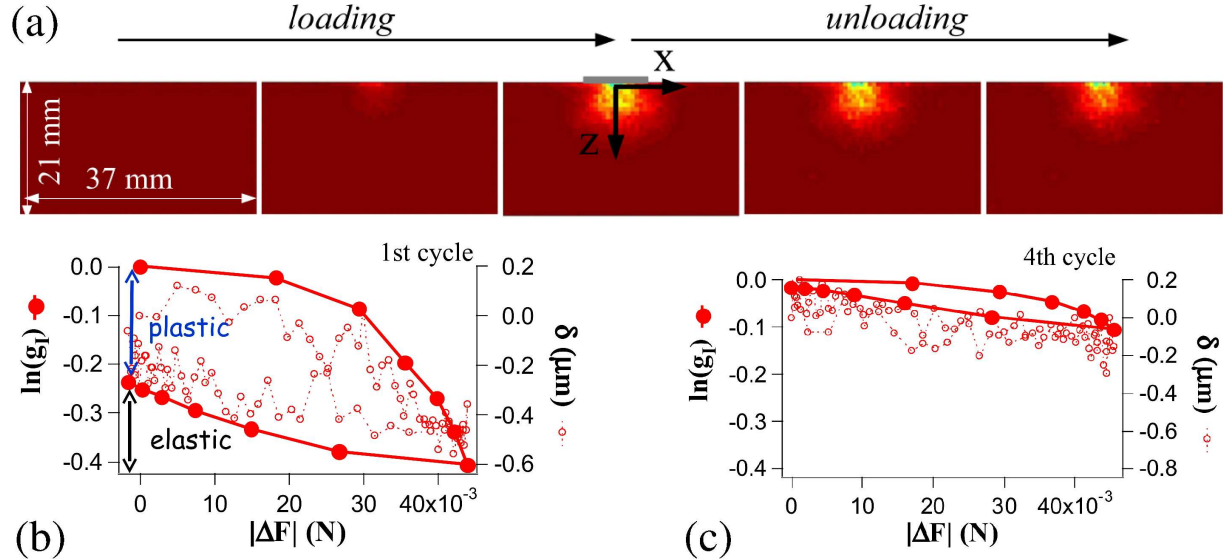 (a)
loading
unloading
X
Z
21 mm
37 mm
1st cycle
0.0
-0.1
-0.2
-0.3
-0.4
ln(g_I)
plastic
elastic
0.2
0.0
-0.2
-0.4
-0.6
δ (μm)
0 10 20 30 40x10⁻³
|ΔF| (N)
(b)
4th cycle
0.0
-0.1
-0.2
-0.3
-0.4
ln(g_I)
0.2
0.0
-0.2
-0.4
-0.6
-0.8
δ (μm)
0 10 20 30 40x10⁻³
|ΔF| (N)
(c)